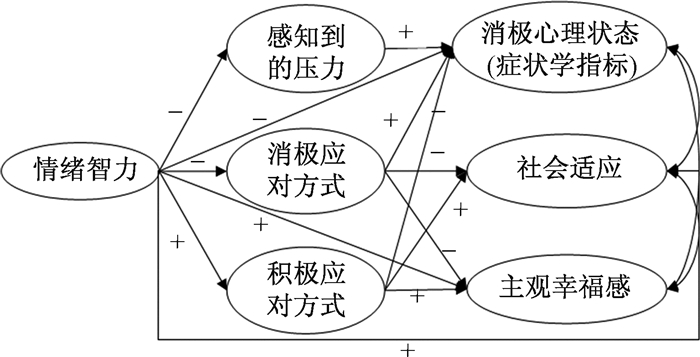 感知到
的压力
+
消极心理状态
(症状学指标)
−
−
−
+
情绪智力
−
消极应
对方式
−
社会适应
+
+
+
−
积极应
对方式
+
主观幸福感
+